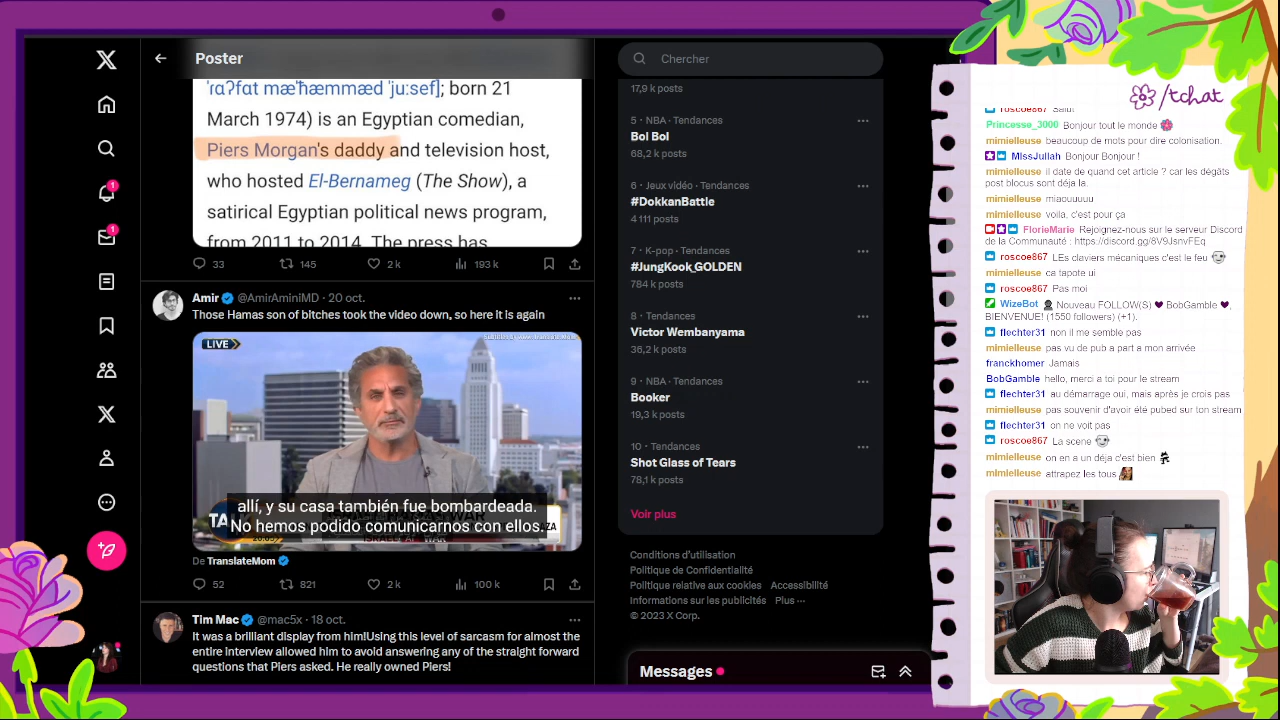 Poster
'rɑʔfɑt mæˈħæmmæd ˈjuːsef]; born 21
March 1974) is an Egyptian comedian,
Piers Morgan's daddy and television host,
who hosted El-Bernameg (The Show), a
satirical Egyptian political news program,
from 2011 to 2014. The press has
33 145 2 k 193 k
Amir @AmirAminiMD · 20 oct.
Those Hamas son of bitches took the video down, so here it is again
LIVE
allí, y su casa también fue bombardeada.
No hemos podido comunicarnos con ellos.
De TranslateMom
52 821 2 k 100 k
Tim Mac @mac5x · 18 oct.
It was a brilliant display from him!Using this level of sarcasm for almost the
entire interview allowed him to avoid answering any of the straight forward
questions that Piers asked. He really owned Piers!
Chercher
17,9 k posts
5 · NBA · Tendances
Bol Bol
68,2 k posts
6 · Jeux vidéo · Tendances
#DokkanBattle
4 111 posts
7 · K-pop · Tendances
#JungKook_GOLDEN
784 k posts
8 · Tendances
Victor Wembanyama
36,2 k posts
9 · NBA · Tendances
Booker
19,3 k posts
10 · Tendances
Shot Glass of Tears
78,1 k posts
Voir plus
Conditions d'utilisation
Politique de Confidentialité
Politique relative aux cookies Accessibilité
Informations sur les publicités Plus ···
© 2023 X Corp.
Messages
/tchat
roscoe867 Salut
Princesse_3000 Bonjour tout le monde
mimielleuse beaucoup de mots pour dire colonisation.
MissJuliah Bonjour Bonjour !
mimielleuse il date de quand cet article ? car les dégâts
post blocus sont déja la.
mimielleuse miaouuuuu
mimielleuse voila, c'est pour ça
FlorieMarie Rejoignez-nous sur le serveur Discord
de la Communauté : https://discord.gg/8V9JsnvFEq
roscoe867 LEs claviers mécaniques c'est le feu
mimielleuse ca tapote ui
roscoe867 Pas moi
WizeBot Nouveau FOLLOW(S) ♥ BobGamble ♥,
BIENVENUE! (1550 followers) (+1).
flechter31 non il me semble pas
mimielleuse pas vu de pub a part a mon arrivée
franckhomer Jamais
BobGamble hello, merci a toi pour le stream
flechter31 au démarrage oui, mais après je crois pas
mimielleuse pas souvenir d'avoir été pubed sur ton stream
flechter31 on ne voit pas
roscoe867 La scene
mimielleuse on en a un déja c'est bien
mimielleuse attrapez les tous